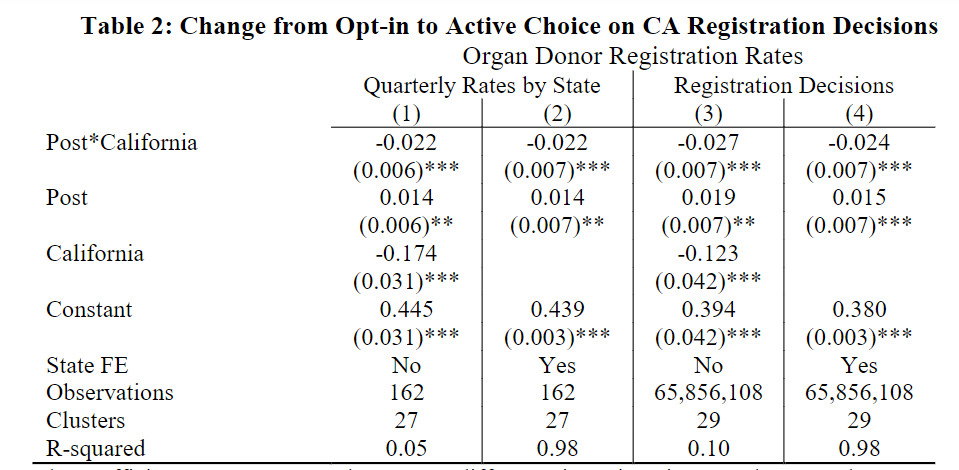 Table 2: Change from Opt-in to Active Choice on CA Registration Decisions
Organ Donor Registration Rates
Quarterly Rates by State Registration Decisions
(1) (2) (3) (4)
Post*California -0.022 -0.022 -0.027 -0.024
(0.006)*** (0.007)*** (0.007)*** (0.007)***
Post 0.014 0.014 0.019 0.015
(0.006)** (0.007)** (0.007)** (0.007)***
California -0.174 -0.123
(0.031)*** (0.042)***
Constant 0.445 0.439 0.394 0.380
(0.031)*** (0.003)*** (0.042)*** (0.003)***
State FE No Yes No Yes
Observations 162 162 65,856,108 65,856,108
Clusters 27 27 29 29
R-squared 0.05 0.98 0.10 0.98